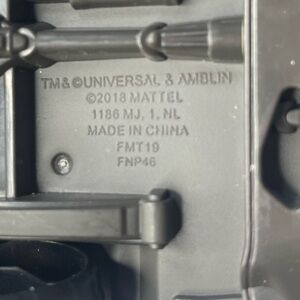 TM & © UNIVERSAL & AMBLIN
©2018 MATTEL
1186 MJ, 1, NL
MADE IN CHINA
FMT19
FNP46